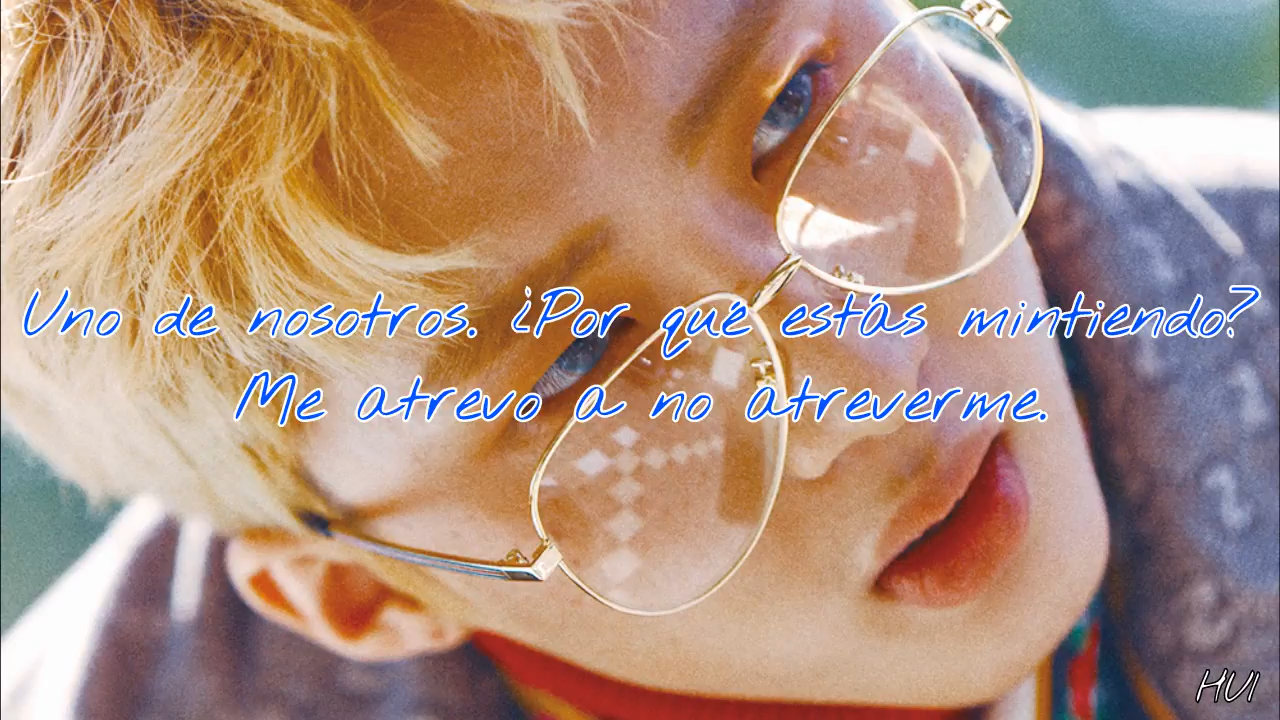 Uno de nosotros. ¿Por qué estás mintiendo?
Me atrevo a no atreverme.
HUI